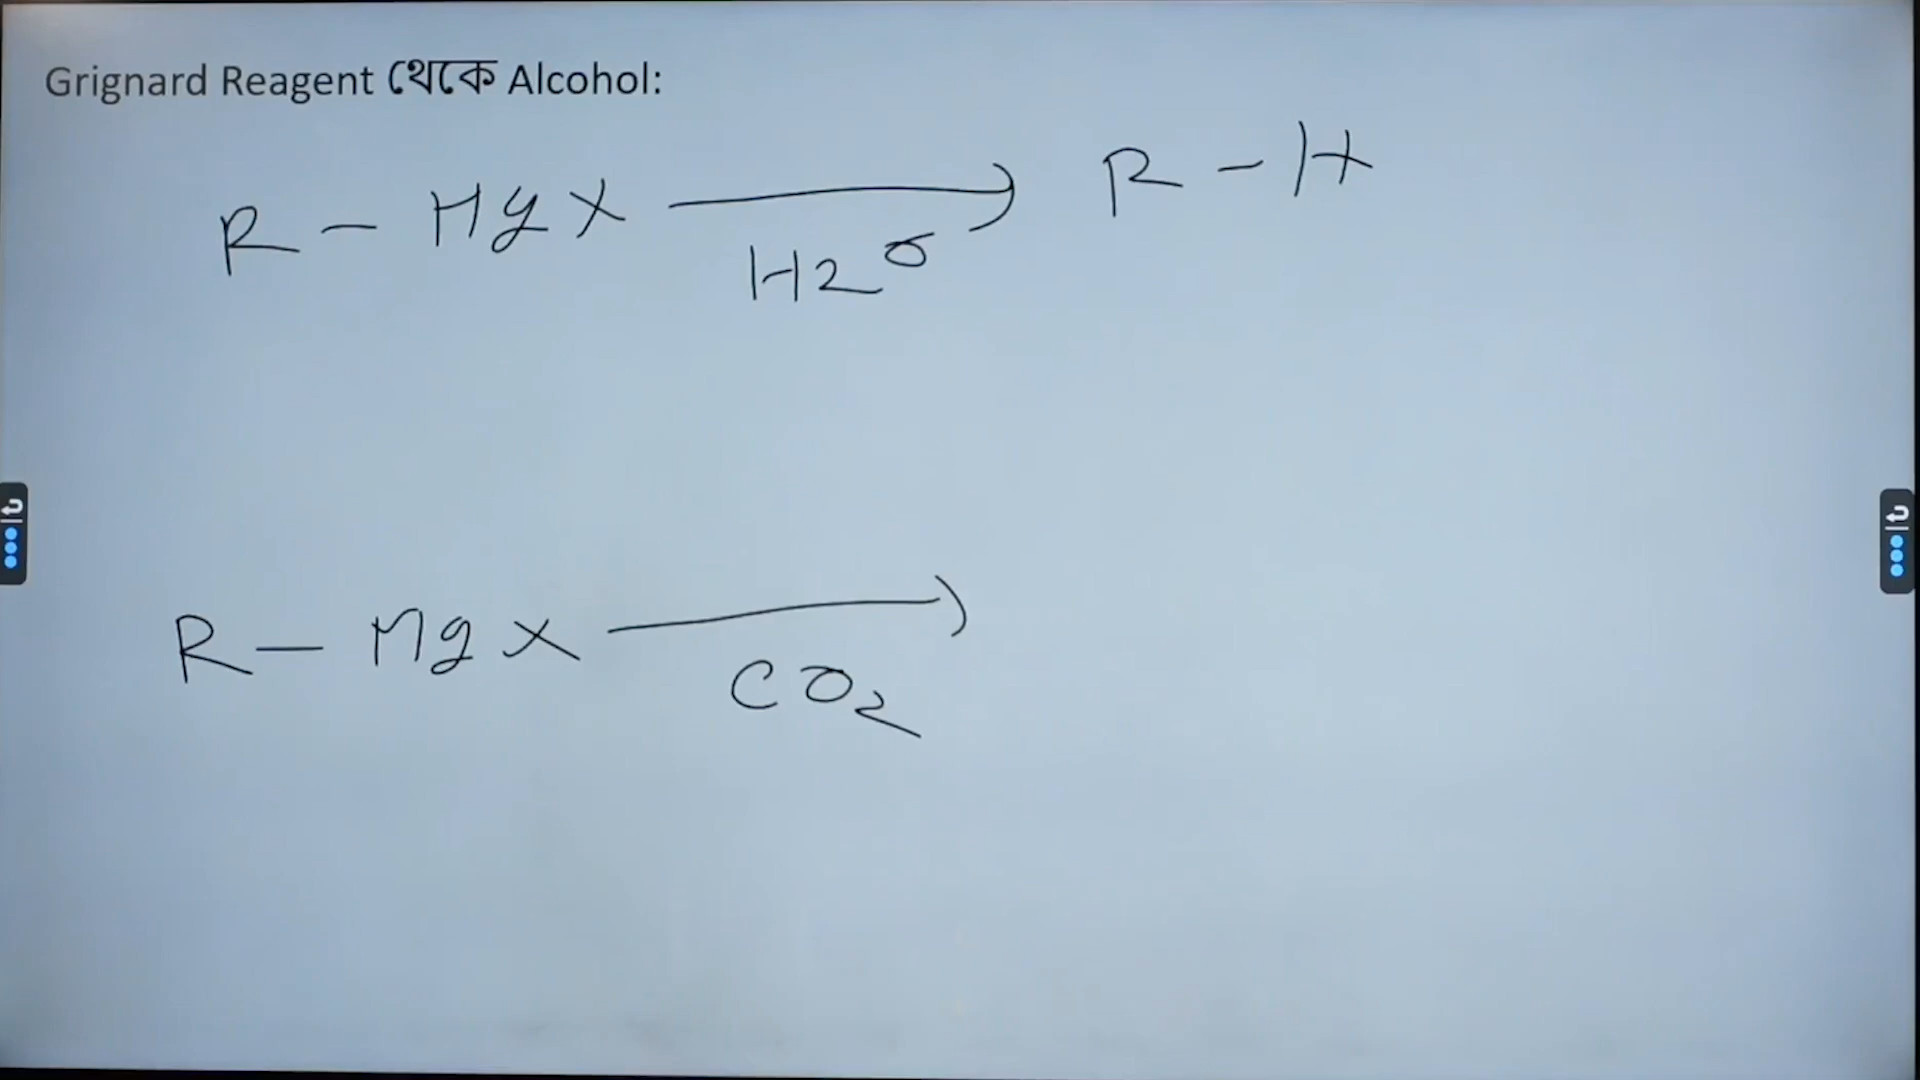 Grignard Reagent থেকে Alcohol:
R - MgX ⟶ R - H
H2O
R - MgX ⟶
CO2